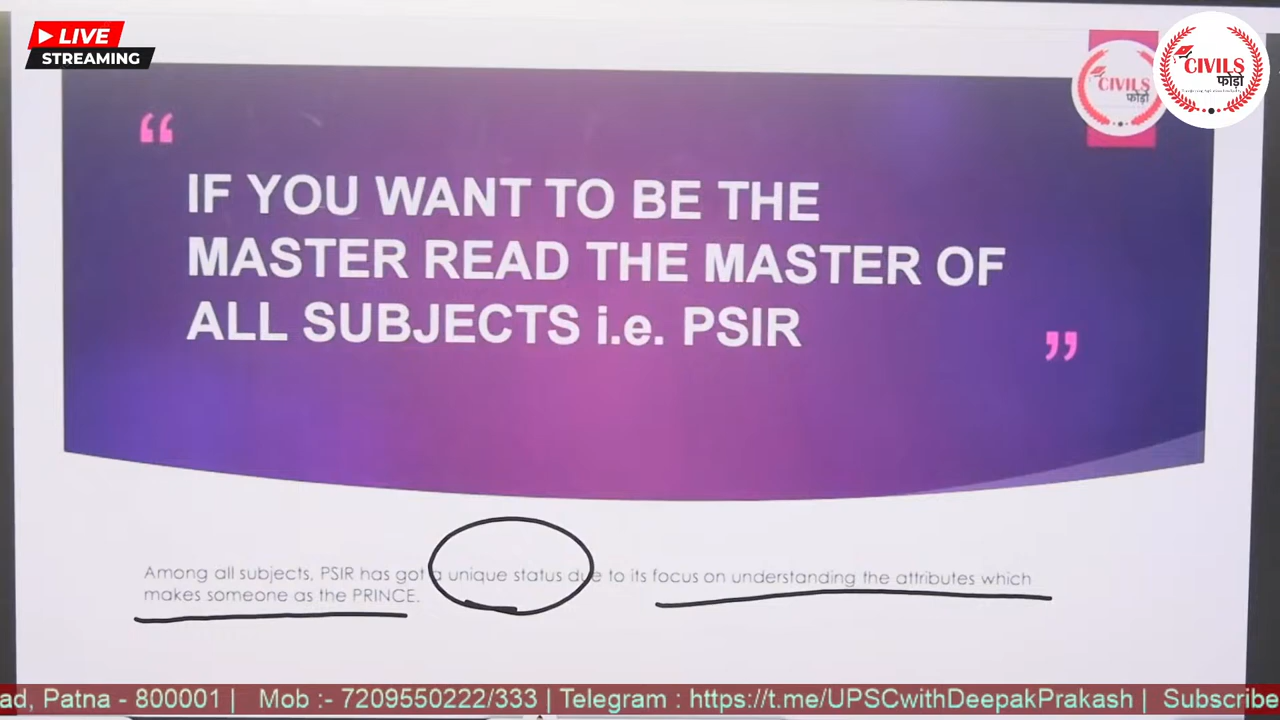 LIVE
STREAMING
CIVILS
फोड़ो
CIVILS
फोड़ो
“
IF YOU WANT TO BE THE
MASTER READ THE MASTER OF
ALL SUBJECTS i.e. PSIR
”
Among all subjects, PSIR has got a unique status due to its focus on understanding the attributes which
makes someone as the PRINCE.
ad, Patna - 800001 | Mob :- 7209550222/333 | Telegram : https://t.me/UPSCwithDeepakPrakash | Subscribe